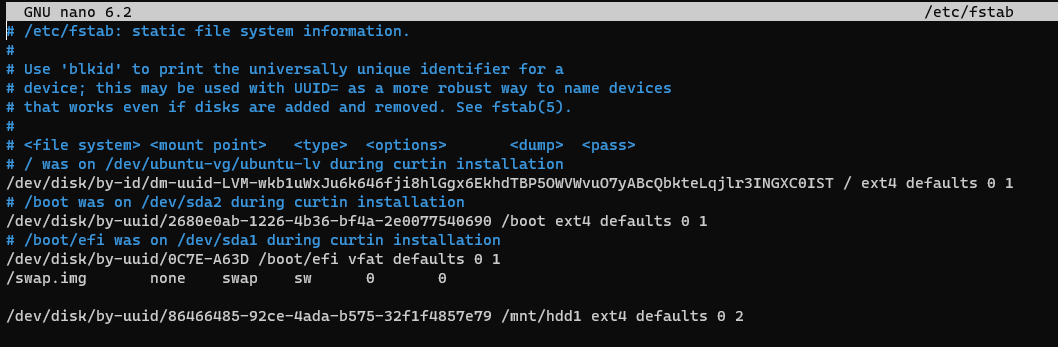 GNU nano 6.2 /etc/fstab
# /etc/fstab: static file system information.
#
# Use 'blkid' to print the universally unique identifier for a
# device; this may be used with UUID= as a more robust way to name devices
# that works even if disks are added and removed. See fstab(5).
#
# <file system> <mount point>   <type>  <options>       <dump>  <pass>
# / was on /dev/ubuntu-vg/ubuntu-lv during curtin installation
/dev/disk/by-id/dm-uuid-LVM-wkb1uWxJu6k646fji8hlGgx6EkhdTBP5OWVWvuO7yABcQbkteLqjlr3INGXC0IST / ext4 defaults 0 1
# /boot was on /dev/sda2 during curtin installation
/dev/disk/by-uuid/2680e0ab-1226-4b36-bf4a-2e0077540690 /boot ext4 defaults 0 1
# /boot/efi was on /dev/sda1 during curtin installation
/dev/disk/by-uuid/0C7E-A63D /boot/efi vfat defaults 0 1
/swap.img       none    swap    sw      0       0
/dev/disk/by-uuid/86466485-92ce-4ada-b575-32f1f4857e79 /mnt/hdd1 ext4 defaults 0 2